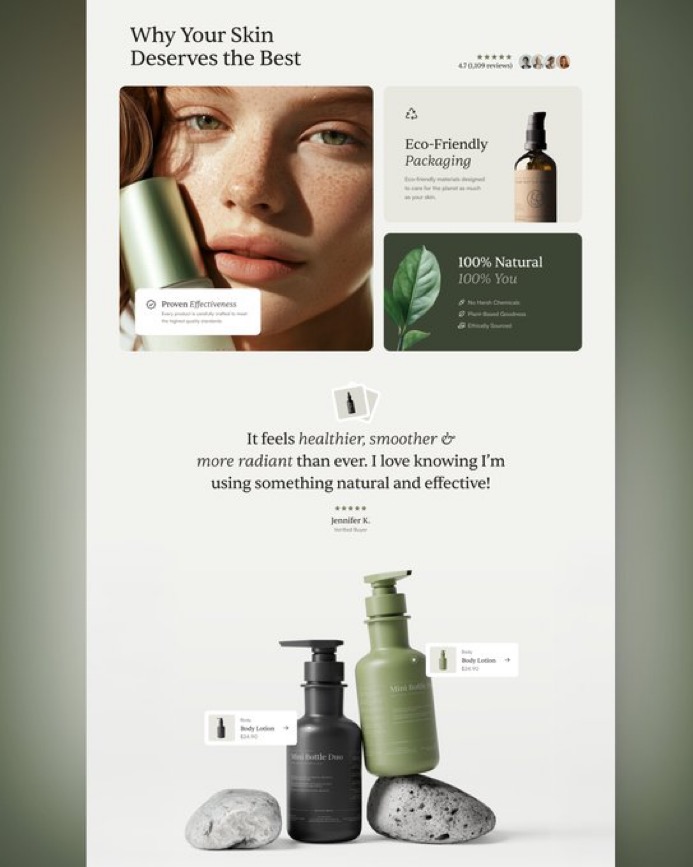 Why Your Skin
Deserves the Best
★★★★★
4.7 (1,109 reviews)
Proven Effectiveness
Every product is carefully crafted to meet
the highest quality standards
Eco-Friendly
Packaging
Eco-friendly materials designed
to care for the planet as much
as your skin.
100% Natural
100% You
No Harsh Chemicals
Plant-Based Goodness
Ethically Sourced
It feels healthier, smoother &
more radiant than ever. I love knowing I'm
using something natural and effective!
★★★★★
Jennifer K.
Verified Buyer
Body
Body Lotion
$24.90
Mint Bottle
Body
Body Lotion
$24.90
Mint Bottle Duo